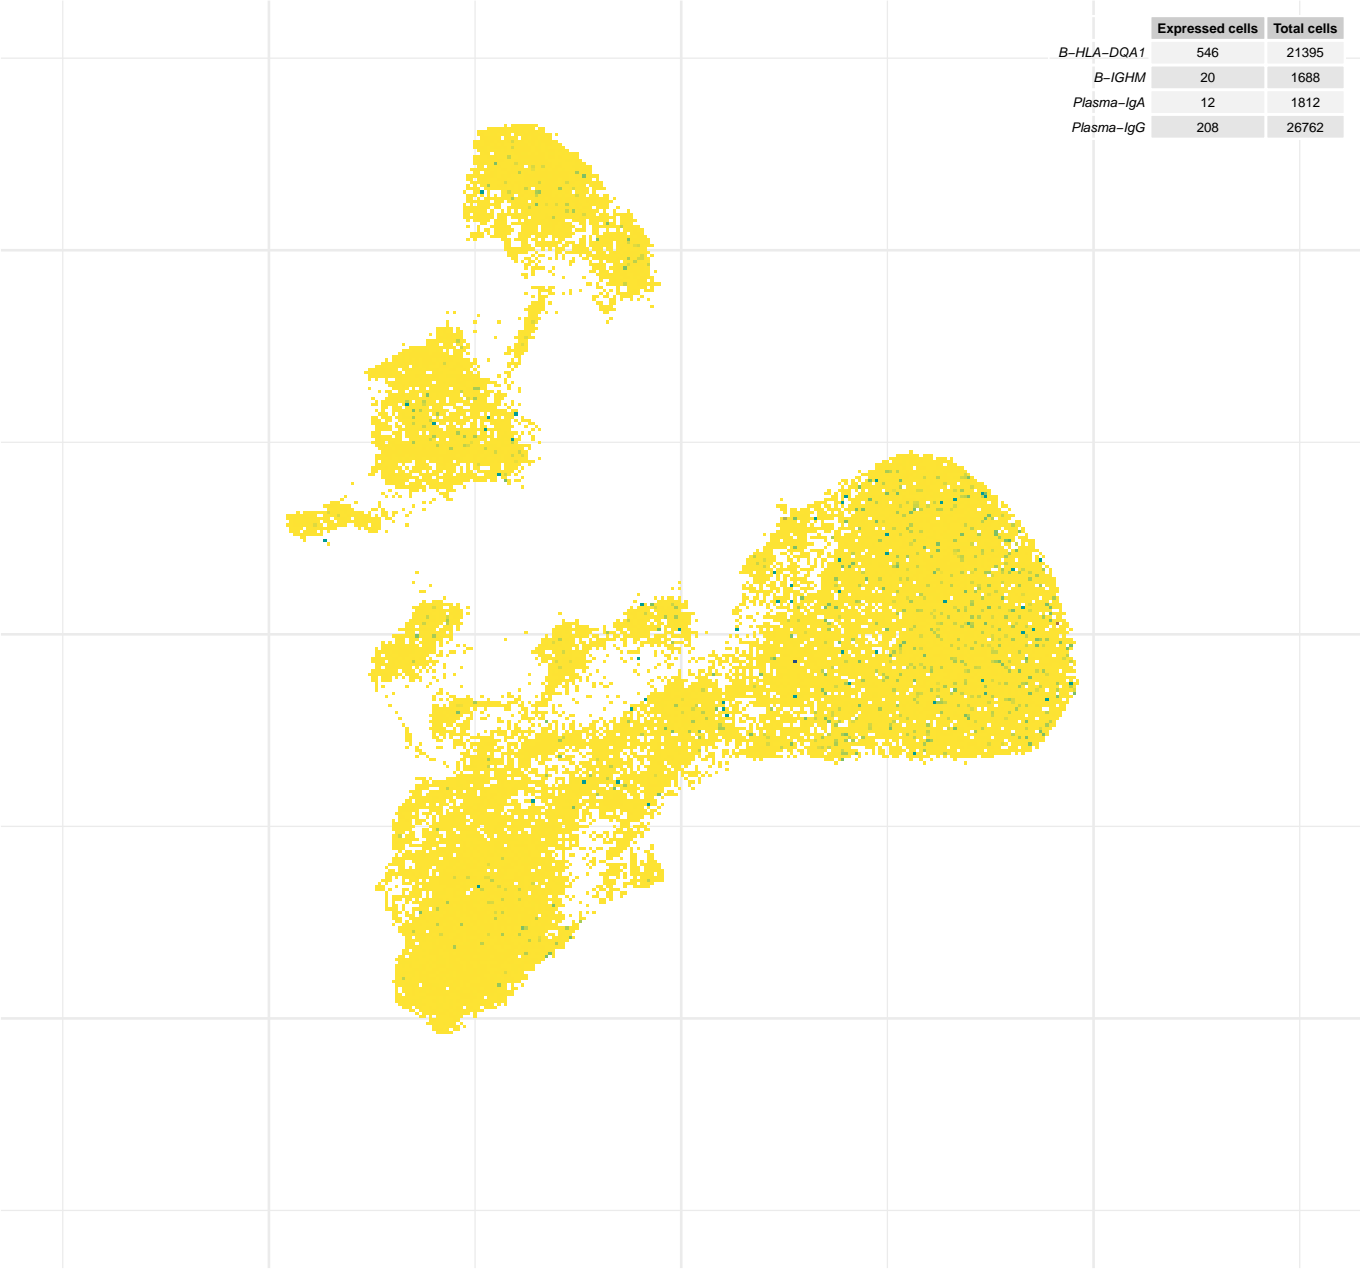 Expressed cells Total cells
B−HLA−DQA1 546 21395
B−IGHM 20 1688
Plasma−IgA 12 1812
Plasma−IgG 208 26762